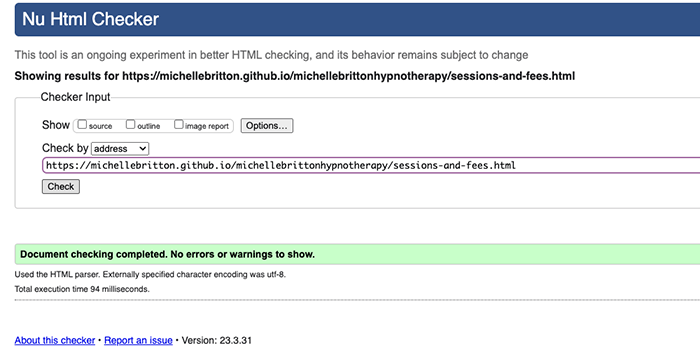 Nu Html Checker
This tool is an ongoing experiment in better HTML checking, and its behavior remains subject to change
Showing results for https://michellebritton.github.io/michellebrittonhypnotherapy/sessions-and-fees.html
Checker Input
Show source outline image report Options...
Check by address
https://michellebritton.github.io/michellebrittonhypnotherapy/sessions-and-fees.html
Check
Document checking completed. No errors or warnings to show.
Used the HTML parser. Externally specified character encoding was utf-8.
Total execution time 94 milliseconds.
About this checker • Report an issue • Version: 23.3.31